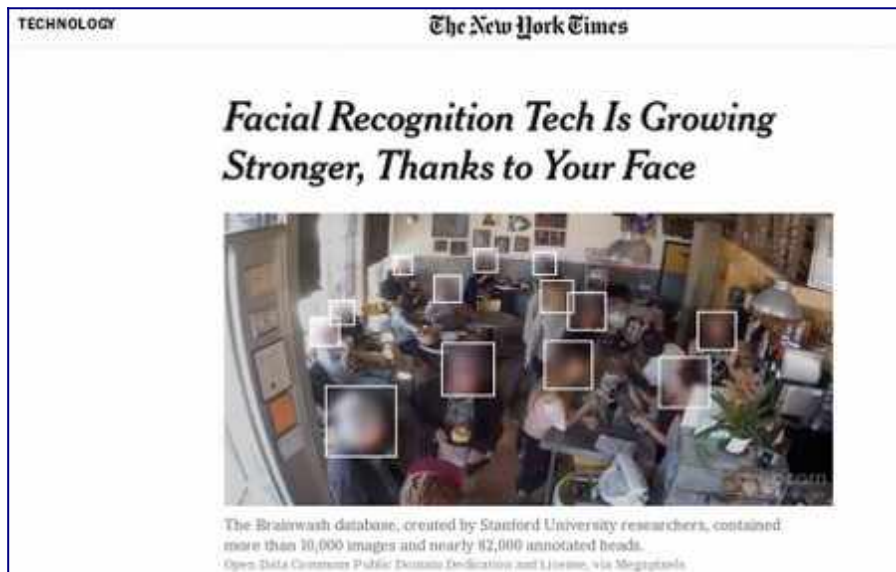 TECHNOLOGY
The New York Times
Facial Recognition Tech Is Growing
Stronger, Thanks to Your Face
The Brainwash database, created by Stanford University researchers, contained
more than 10,000 images and nearly 82,000 annotated heads.
Open Data Commons Public Domain Dedication and License, via Megapixels